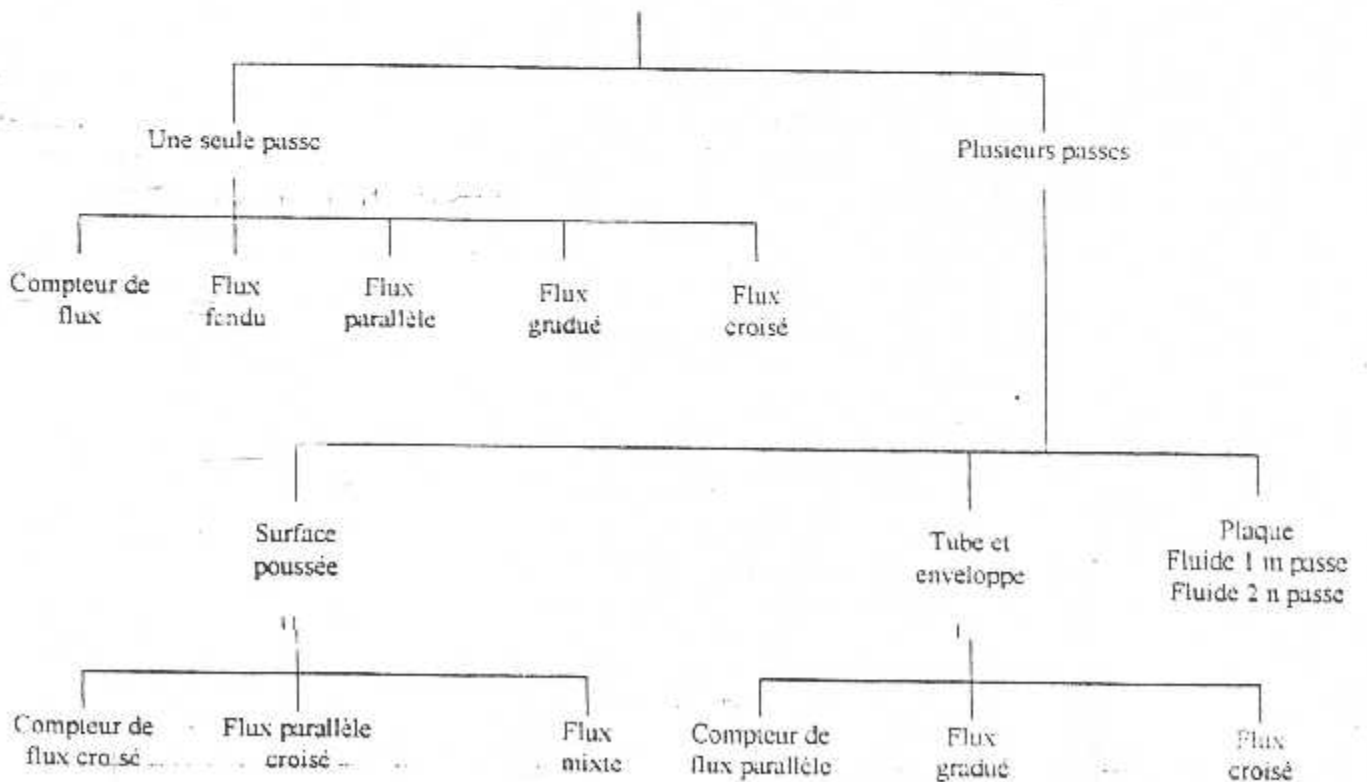 Une seule passe
Plusieurs passes
Compteur de
flux
Flux
fendu
Flux
parallèle
Flux
gradué
Flux
croisé
Surface
poussée
Tube et
enveloppe
Plaque
Fluide 1 m passe
Fluide 2 n passe
Compteur de
flux croisé
Flux parallèle
croisé
Flux
mixte
Compteur de
flux parallèle
Flux
gradué
Flux
croisé